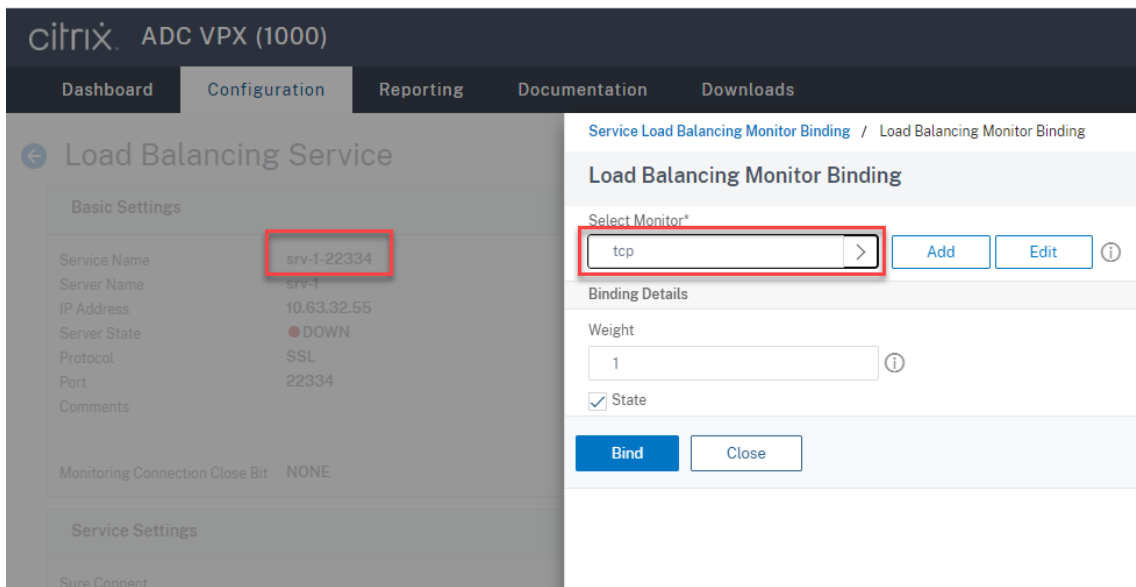 citrix. ADC VPX (1000)
Dashboard Configuration Reporting Documentation Downloads
Load Balancing Service
Basic Settings
Service Name srv-1-22334
Server Name srv-1
IP Address 10.63.32.55
Server State DOWN
Protocol SSL
Port 22334
Comments
Monitoring Connection Close Bit NONE
Service Settings
Sure Connect
Service Load Balancing Monitor Binding / Load Balancing Monitor Binding
Load Balancing Monitor Binding
Select Monitor*
tcp > Add Edit
Binding Details
Weight
1
State
Bind Close